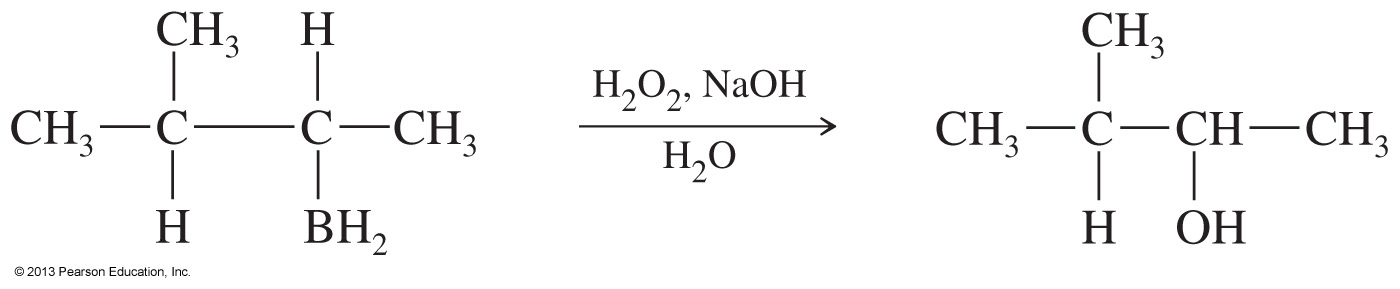 CH₃ H H₂O₂, NaOH CH₃
CH₃—C—C—CH₃ H₂O CH₃—C—CH—CH₃
H BH₂ H OH
© 2013 Pearson Education, Inc.